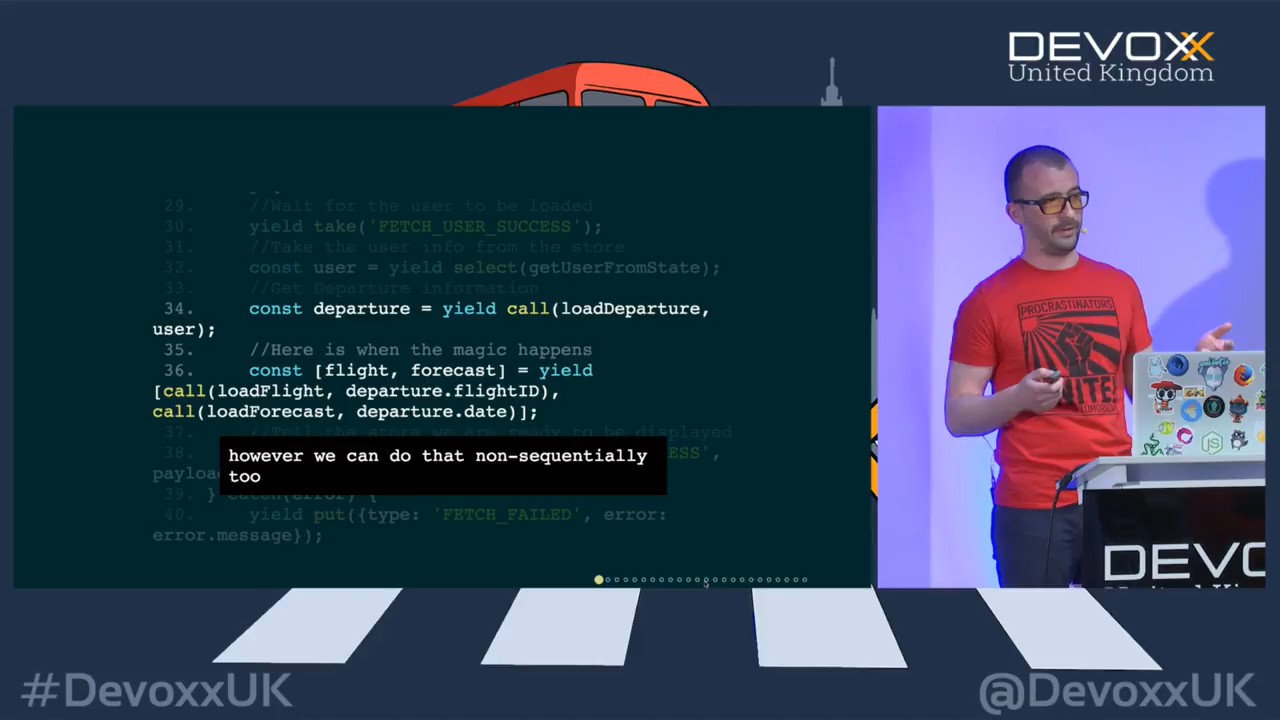 DEVOXX
United Kingdom
29. //Wait for the user to be loaded
30. yield take('FETCH_USER_SUCCESS');
31. //Take the user info from the store
32. const user = yield select(getUserFromState);
33. //Get Departure information
34. const departure = yield call(loadDeparture,
user);
35. //Here is when the magic happens
36. const [flight, forecast] = yield
[call(loadFlight, departure.flightID),
call(loadForecast, departure.date)];
37. //Tell the store we are ready to be displayed
38.
however we can do that non-sequentially
too
39. } catch(error) {
40. yield put({type: 'FETCH_FAILED', error:
error.message});
PROCRASTINATORS
UNITE!
TOMORROW
DEVO
#DevoxxUK
@DevoxxUK